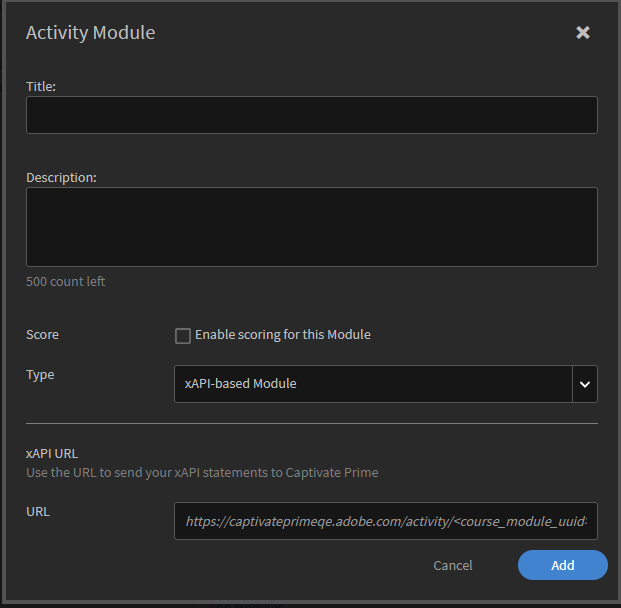 Activity Module
Title:
Description:
500 count left
Score
Enable scoring for this Module
Type
xAPI-based Module
xAPI URL
Use the URL to send your xAPI statements to Captivate Prime
URL
https://captivateprimeqe.adobe.com/activity/<course_module_uuid>
Cancel
Add